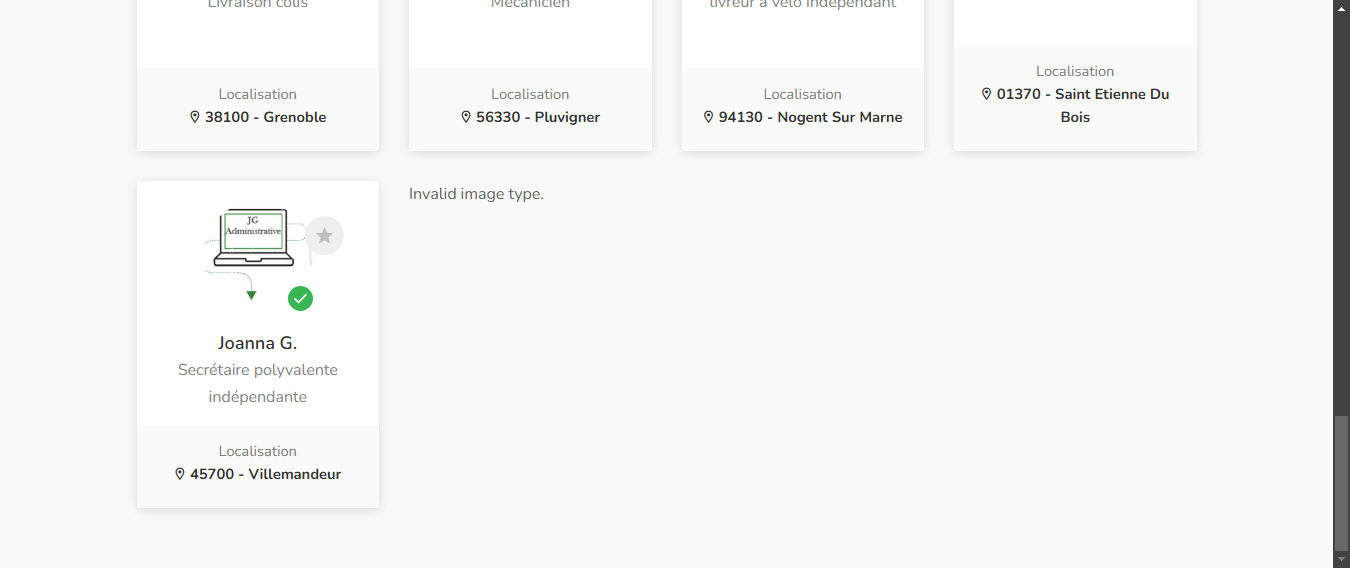 Livraison colis
Mécanicien
livreur à vélo indépendant
Localisation
38100 - Grenoble
Localisation
56330 - Pluvigner
Localisation
94130 - Nogent Sur Marne
Localisation
01370 - Saint Etienne Du
Bois
JG
Administrative
Joanna G.
Secrétaire polyvalente
indépendante
Localisation
45700 - Villemandeur
Invalid image type.